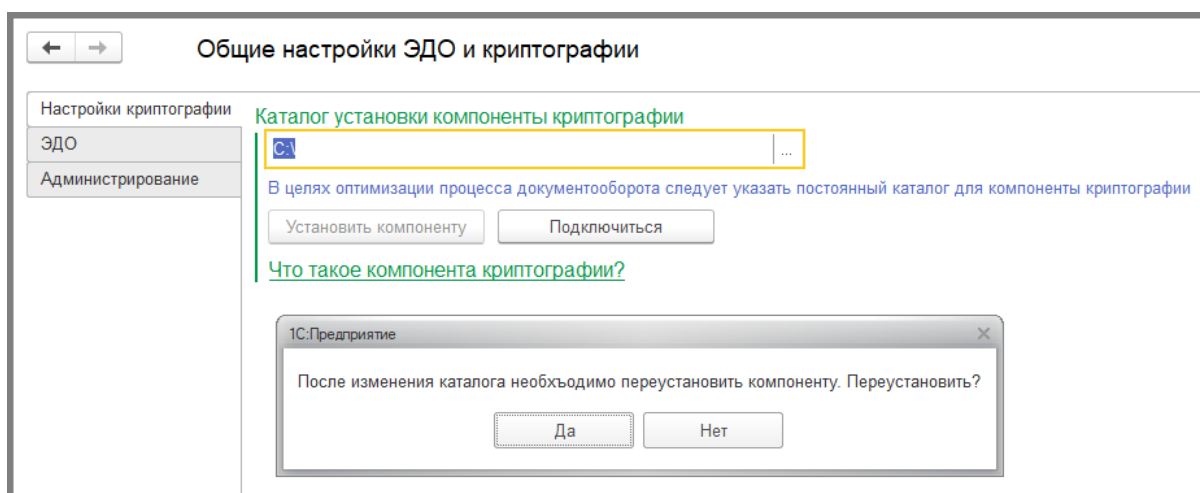 Общие настройки ЭДО и криптографии
Настройки криптографии
ЭДО
Администрирование
Каталог установки компоненты криптографии
C:\
...
В целях оптимизации процесса документооборота следует указать постоянный каталог для компоненты криптографии
Установить компоненту
Подключиться
Что такое компонента криптографии?
1С:Предприятие
После изменения каталога необхъодимо переустановить компоненту. Переустановить?
Да
Нет